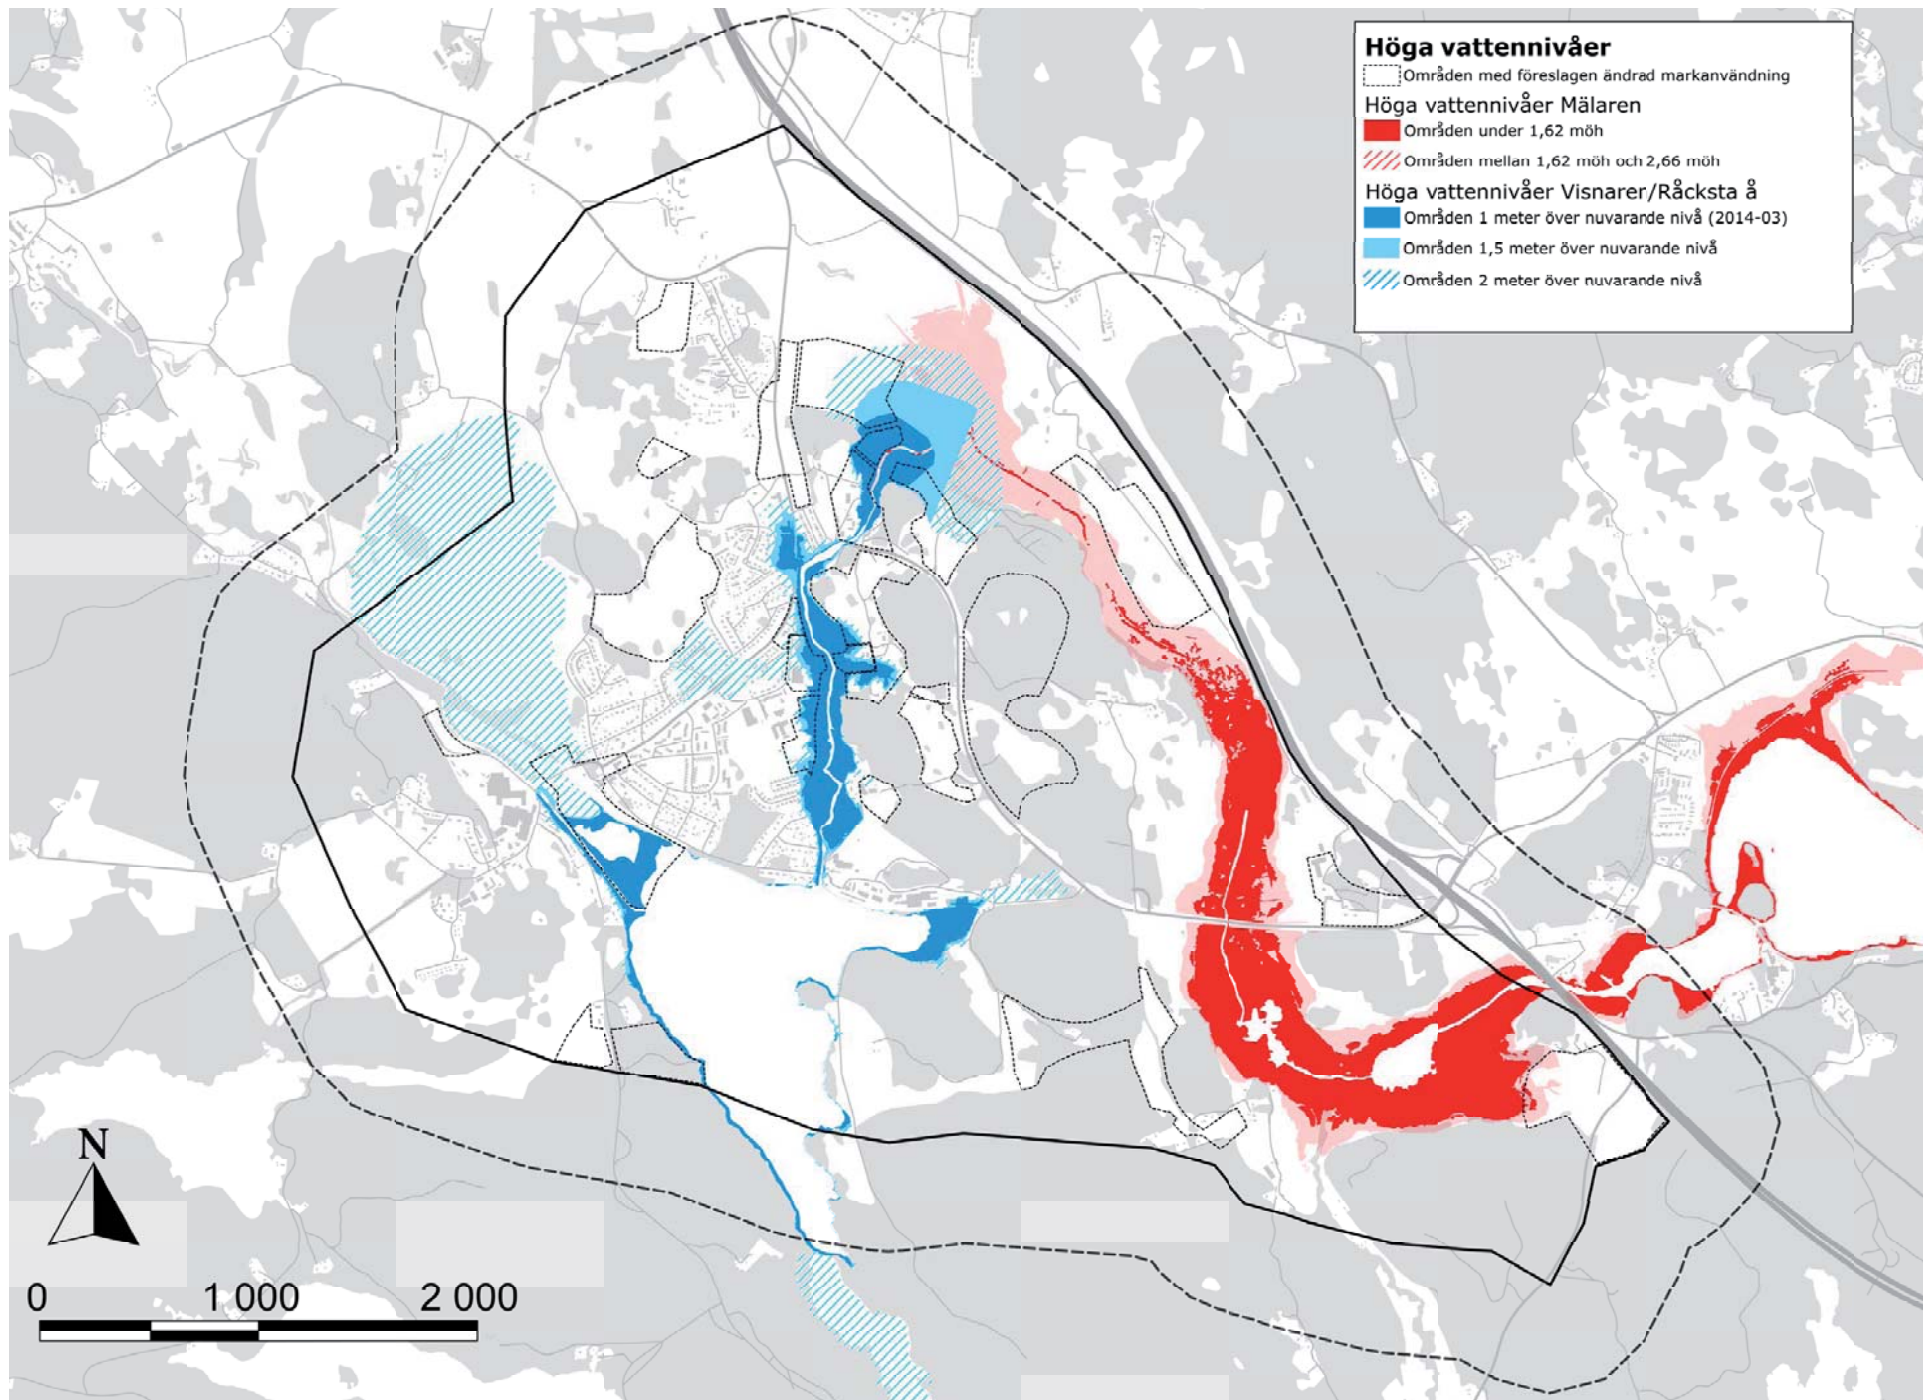 Höga vattennivåer
Områden med föreslagen ändrad markanvändning
Höga vattennivåer Mälaren
Områden under 1,62 möh
Områden mellan 1,62 möh och 2,66 möh
Höga vattennivåer Visnarer/Råcksta å
Områden 1 meter över nuvarande nivå (2014-03)
Områden 1,5 meter över nuvarande nivå
Områden 2 meter över nuvarande nivå
N
0 1 000 2 000